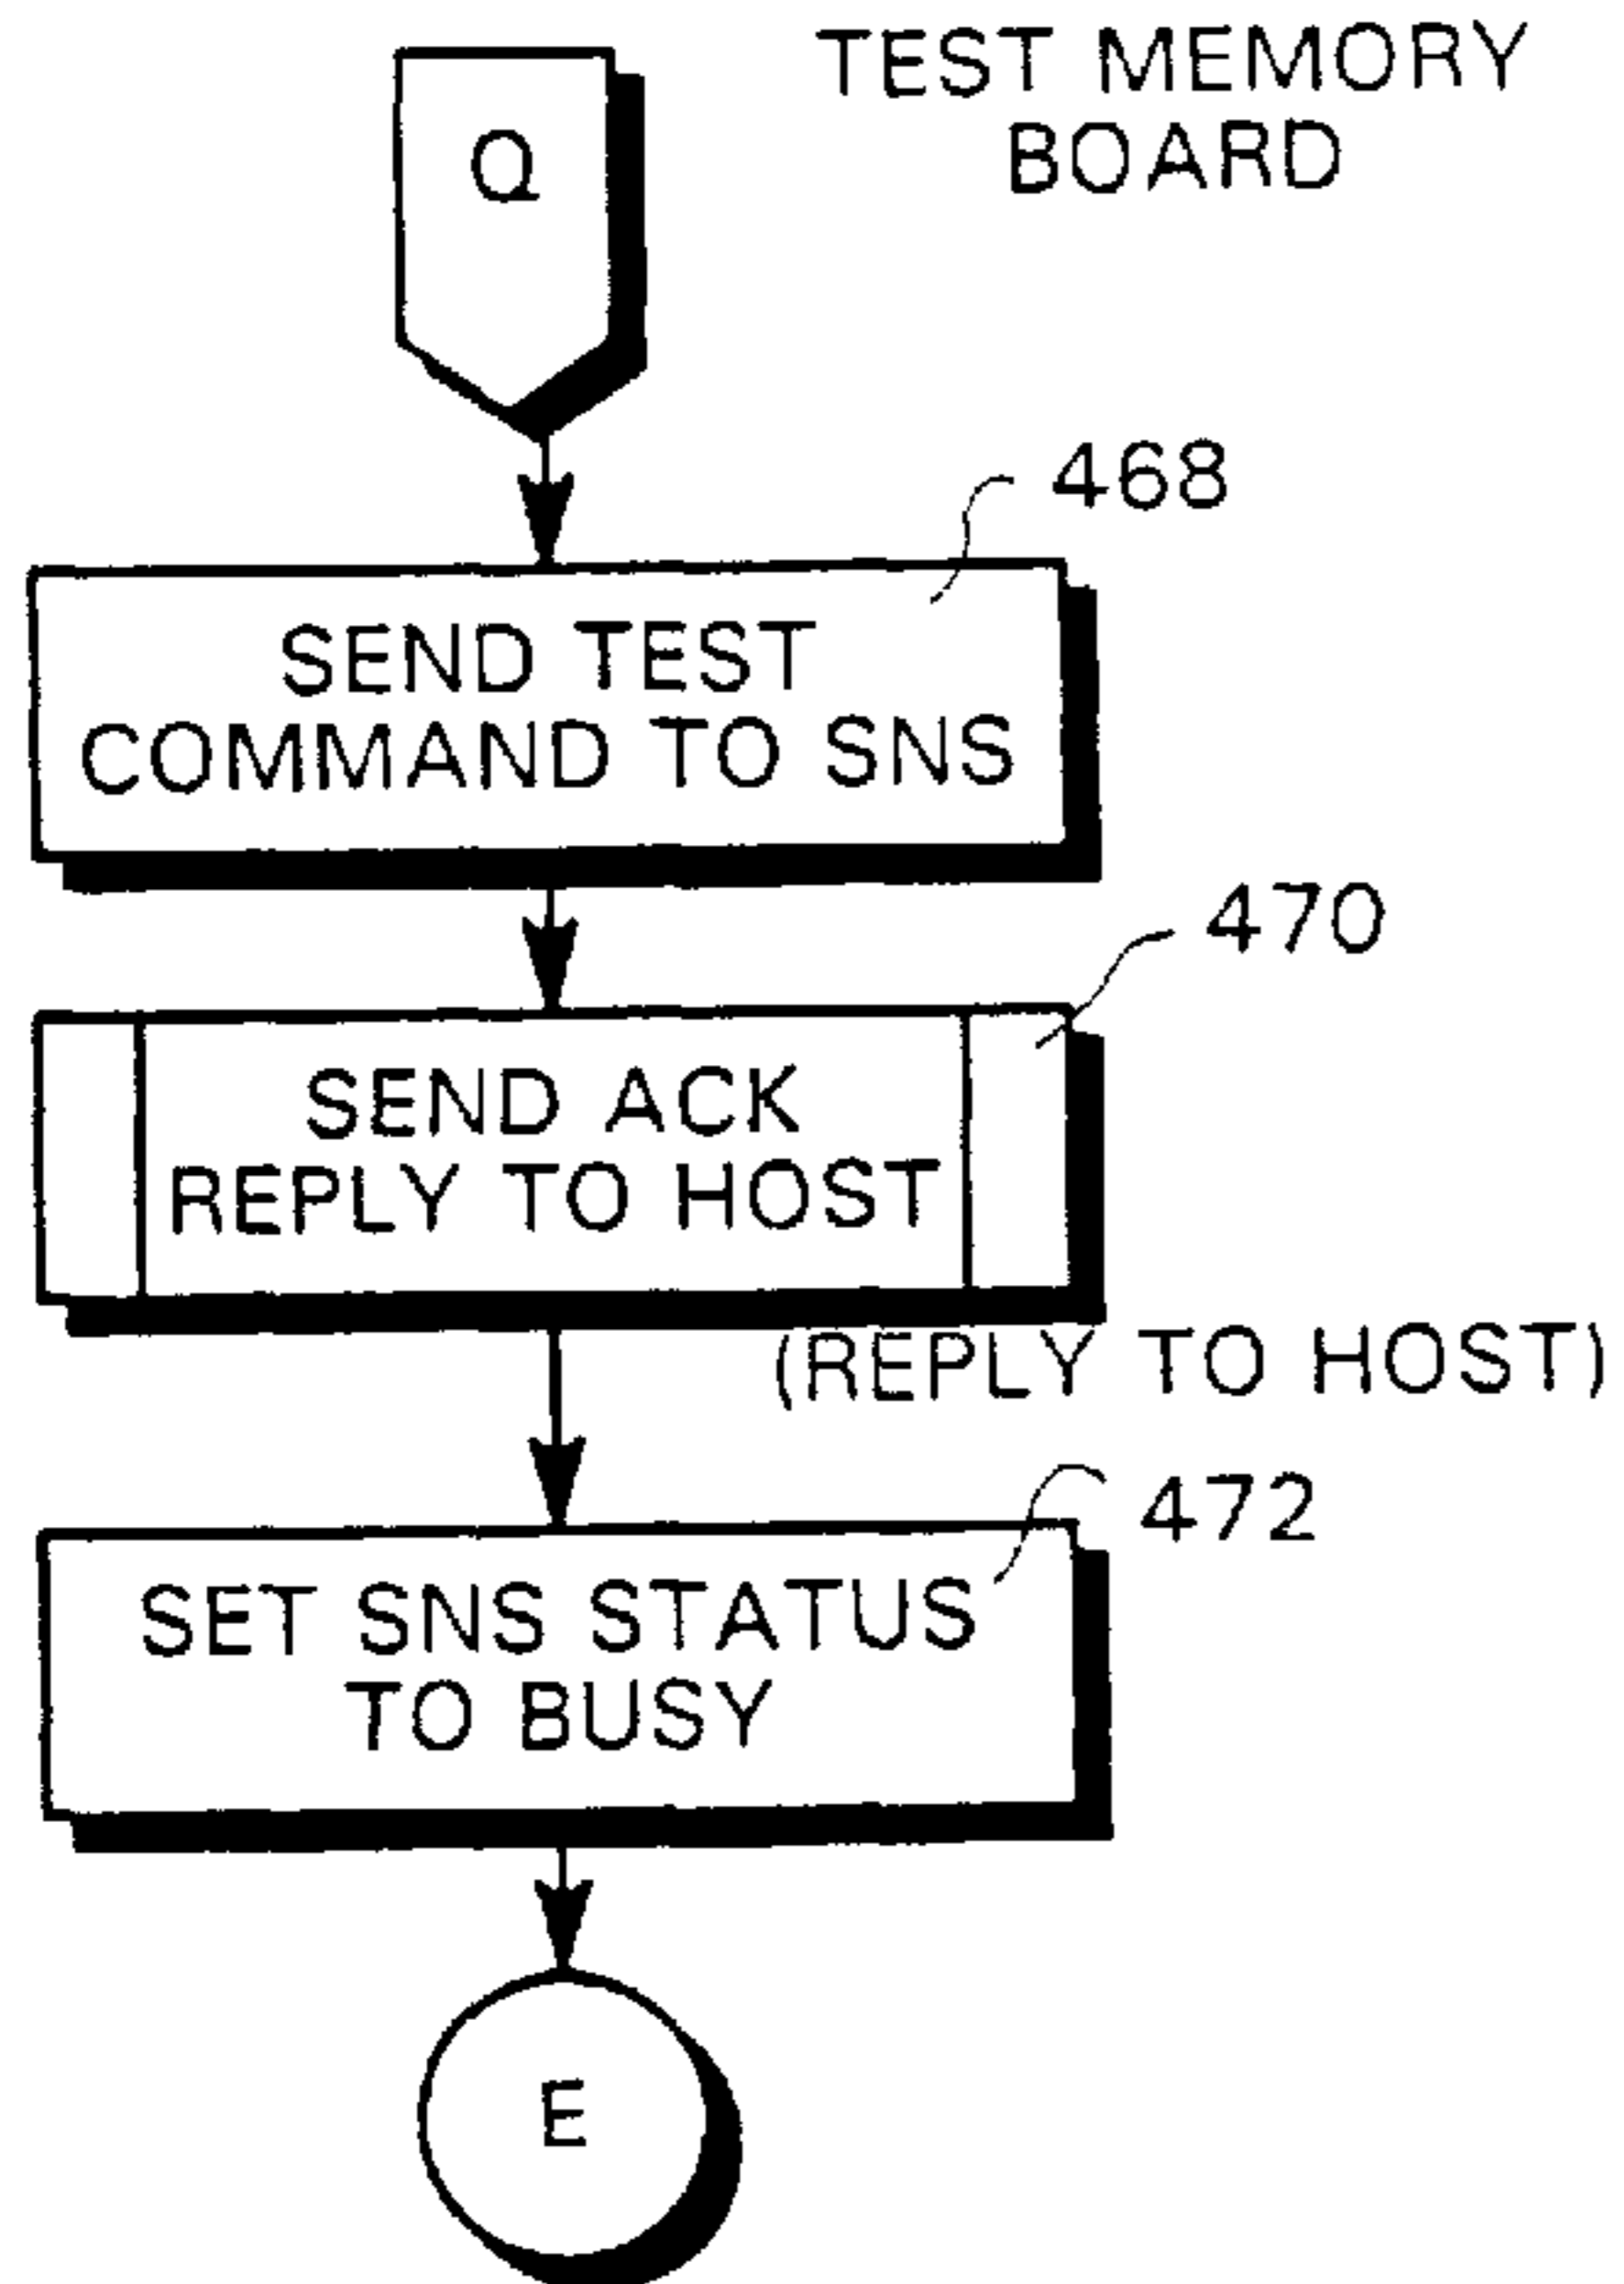 TEST MEMORY
BOARD
Q
468
SEND TEST
COMMAND TO SNS
470
SEND ACK
REPLY TO HOST
(REPLY TO HOST)
472
SET SNS STATUS
TO BUSY
E